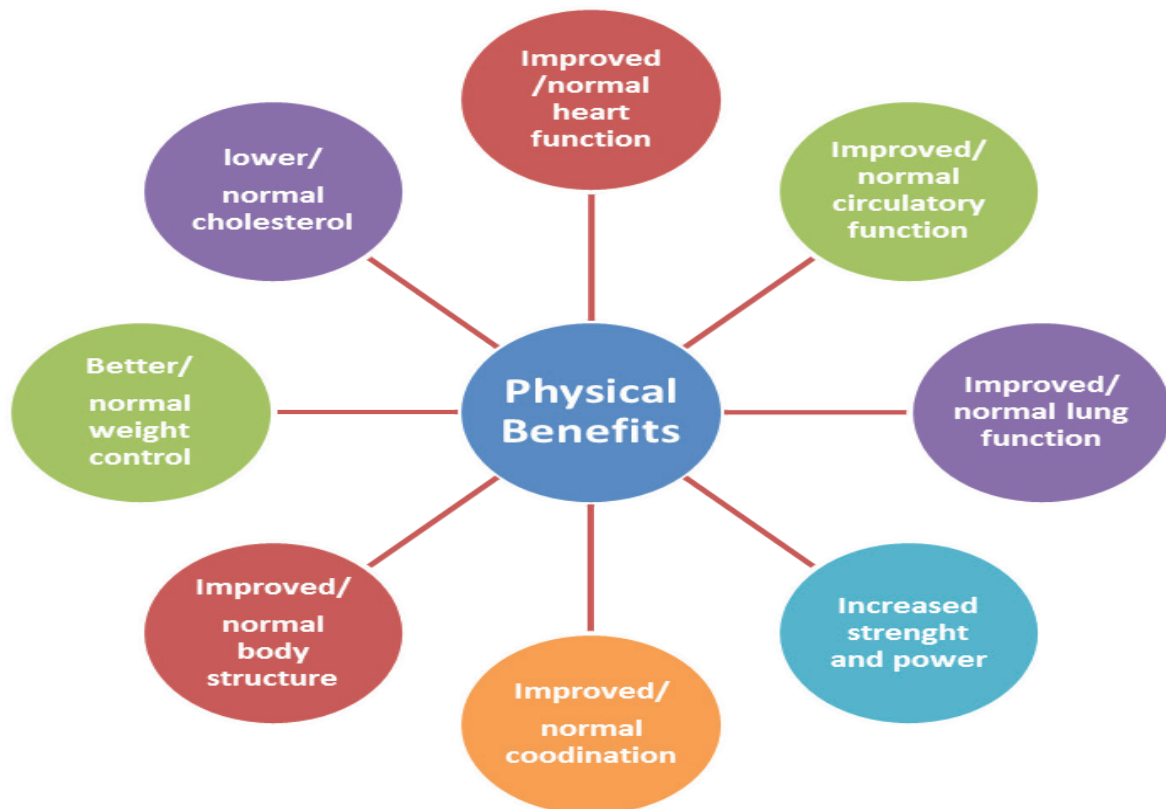 Improved
/normal
heart
function
Improved/
normal
circulatory
function
lower/
normal
cholesterol
Physical
Benefits
Better/
normal
weight
control
Improved/
normal lung
function
Improved/
normal
body
structure
Increased
strenght
and power
Improved/
normal
coodination